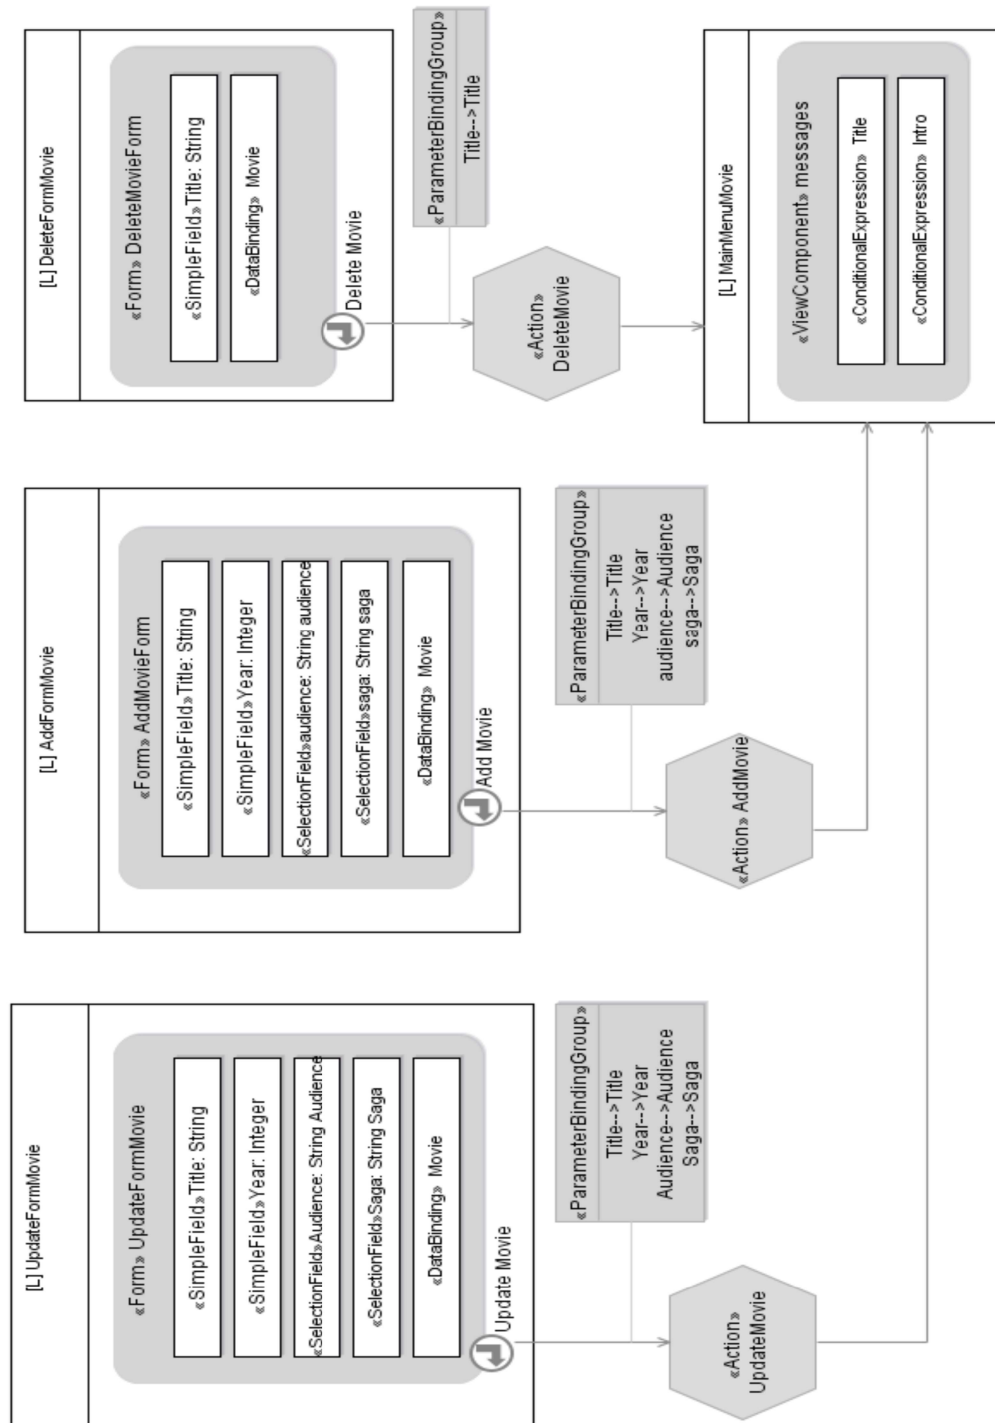 [L] UpdateFormMovie
«Form» UpdateFormMovie
«SimpleField»Title: String
«SimpleField»Year: Integer
«SelectionField»Audience: String Audience
«SelectionField»Saga: String Saga
«DataBinding» Movie
Update Movie
«ParameterBindingGroup»
Title-->Title
Year-->Year
Audience-->Audience
Saga-->Saga
«Action»
UpdateMovie
[L] AddFormMovie
«Form» AddMovieForm
«SimpleField»Title: String
«SimpleField»Year: Integer
«SelectionField»audience: String audience
«SelectionField»saga: String saga
«DataBinding» Movie
Add Movie
«ParameterBindingGroup»
Title-->Title
Year-->Year
audience-->Audience
saga-->Saga
«Action» AddMovie
[L] DeleteFormMovie
«Form» DeleteMovieForm
«SimpleField»Title: String
«DataBinding» Movie
Delete Movie
«ParameterBindingGroup»
Title-->Title
«Action»
DeleteMovie
[L] MainMenuMovie
«ViewComponent» messages
«ConditionalExpression» Title
«ConditionalExpression» Intro